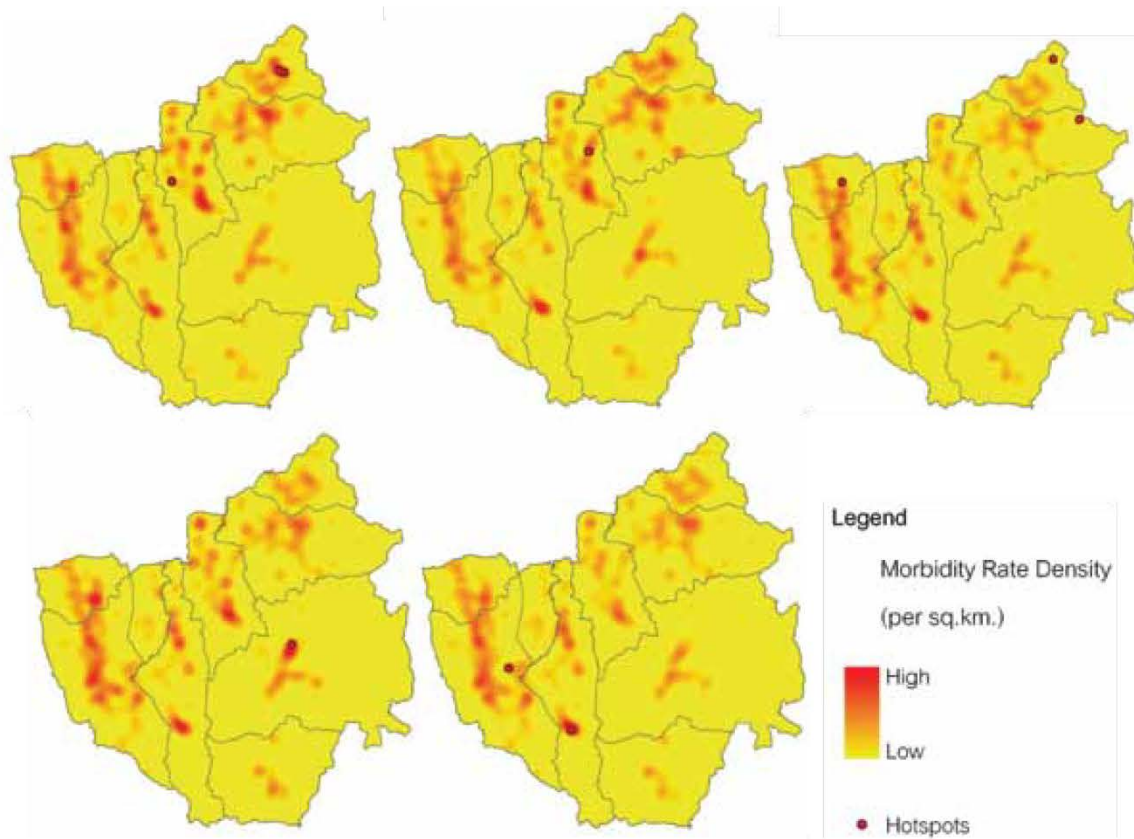 Legend
Morbidity Rate Density
(per sq.km.)
High
Low
Hotspots